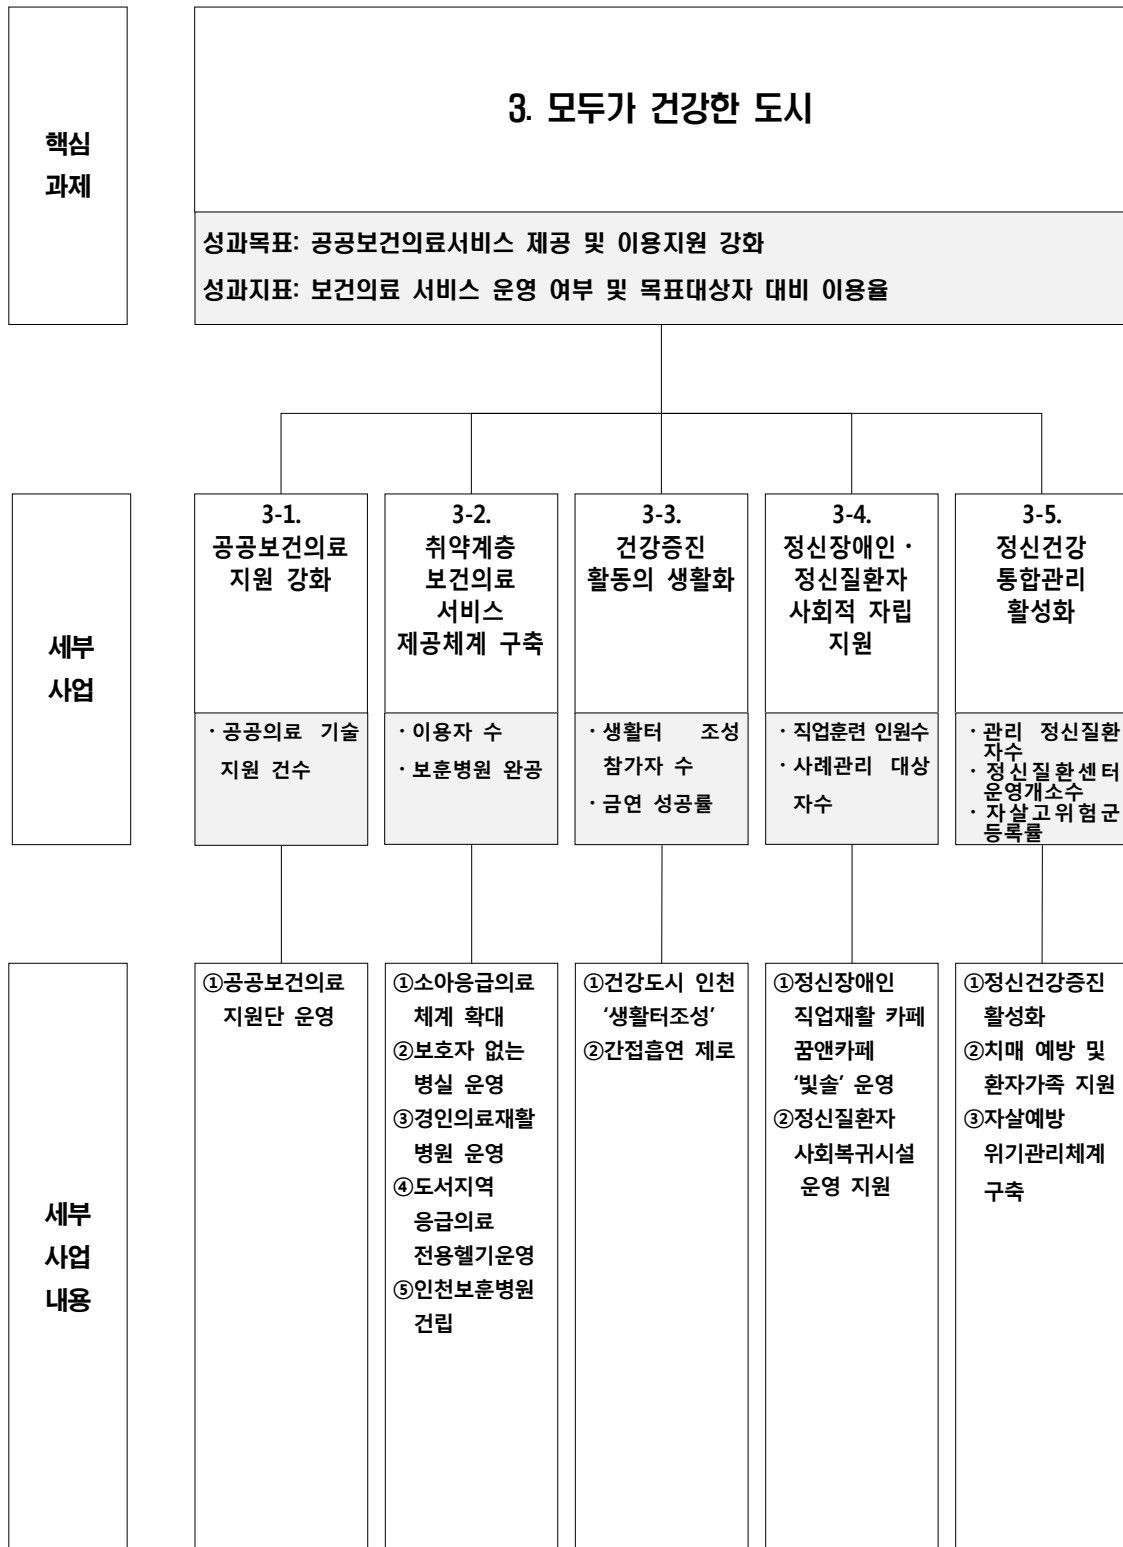 핵심
과제
3. 모두가 건강한 도시
성과목표: 공공보건의료서비스 제공 및 이용지원 강화
성과지표: 보건의료 서비스 운영 여부 및 목표대상자 대비 이용율
세부
사업
3-1.
공공보건의료
지원 강화
· 공공의료 기술
지원 건수
3-2.
취약계층
보건의료
서비스
제공체계 구축
· 이용자 수
· 보훈병원 완공
3-3.
건강증진
활동의 생활화
· 생활터 조성
참가자 수
· 금연 성공률
3-4.
정신장애인 ·
정신질환자
사회적 자립
지원
· 직업훈련 인원수
· 사례관리 대상
자수
3-5.
정신건강
통합관리
활성화
· 관리 정신질환
자수
· 정신질환센터
운영개소수
· 자살고위험군
등록률
세부
사업
내용
①공공보건의료
지원단 운영
①소아응급의료
체계 확대
②보호자 없는
병실 운영
③경인의료재활
병원 운영
④도서지역
응급의료
전용헬기운영
⑤인천보훈병원
건립
①건강도시 인천
‘생활터조성’
②간접흡연 제로
①정신장애인
직업재활 카페
꿈앤카페
‘빛솔’ 운영
②정신질환자
사회복귀시설
운영 지원
①정신건강증진
활성화
②치매 예방 및
환자가족 지원
③자살예방
위기관리체계
구축